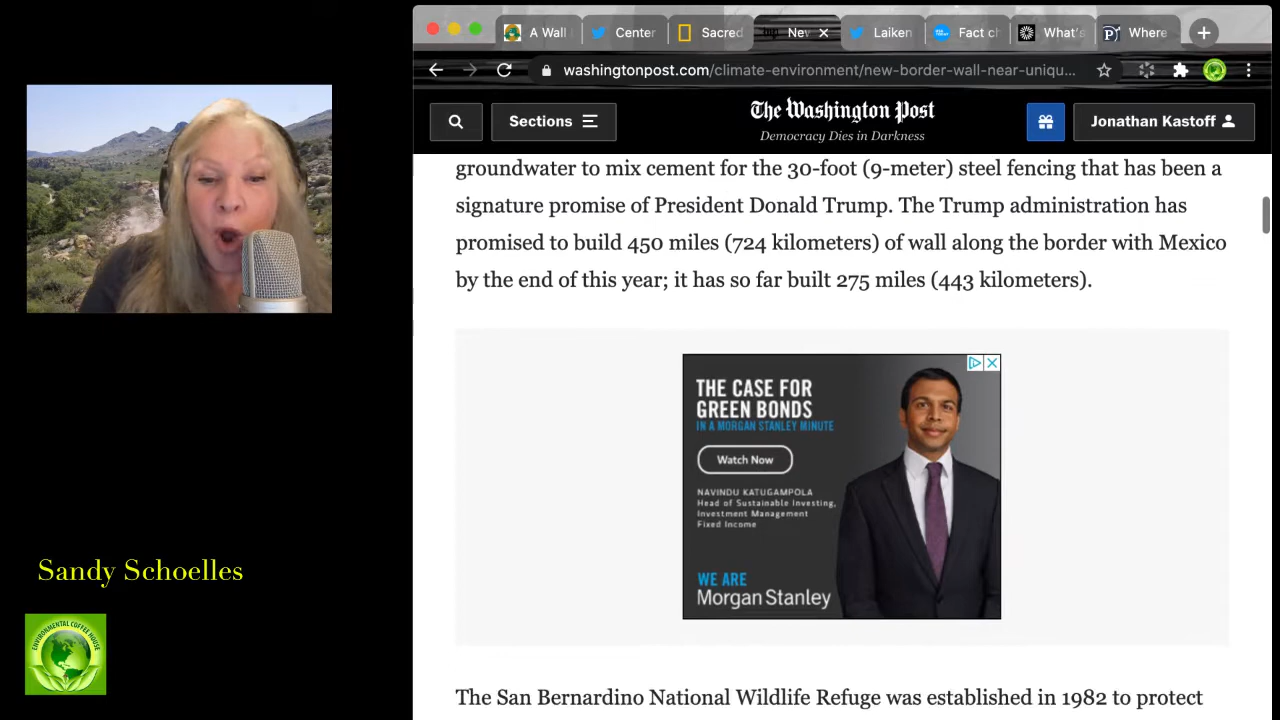 A Wall
Center
Sacred
Nev
Laiken
Fact ch
What's
Where
washingtonpost.com/climate-environment/new-border-wall-near-uniqu...
Sections
The Washington Post
Democracy Dies in Darkness
Jonathan Kastoff
groundwater to mix cement for the 30-foot (9-meter) steel fencing that has been a
signature promise of President Donald Trump. The Trump administration has
promised to build 450 miles (724 kilometers) of wall along the border with Mexico
by the end of this year; it has so far built 275 miles (443 kilometers).
THE CASE FOR
GREEN BONDS
IN A MORGAN STANLEY MINUTE
Watch Now
NAVINDU KATUGAMPOLA
Head of Sustainable Investing,
Investment Management
Fixed Income
WE ARE
Morgan Stanley
The San Bernardino National Wildlife Refuge was established in 1982 to protect
Sandy Schoelles
ENVIRONMENTAL COFFEE HOUSE